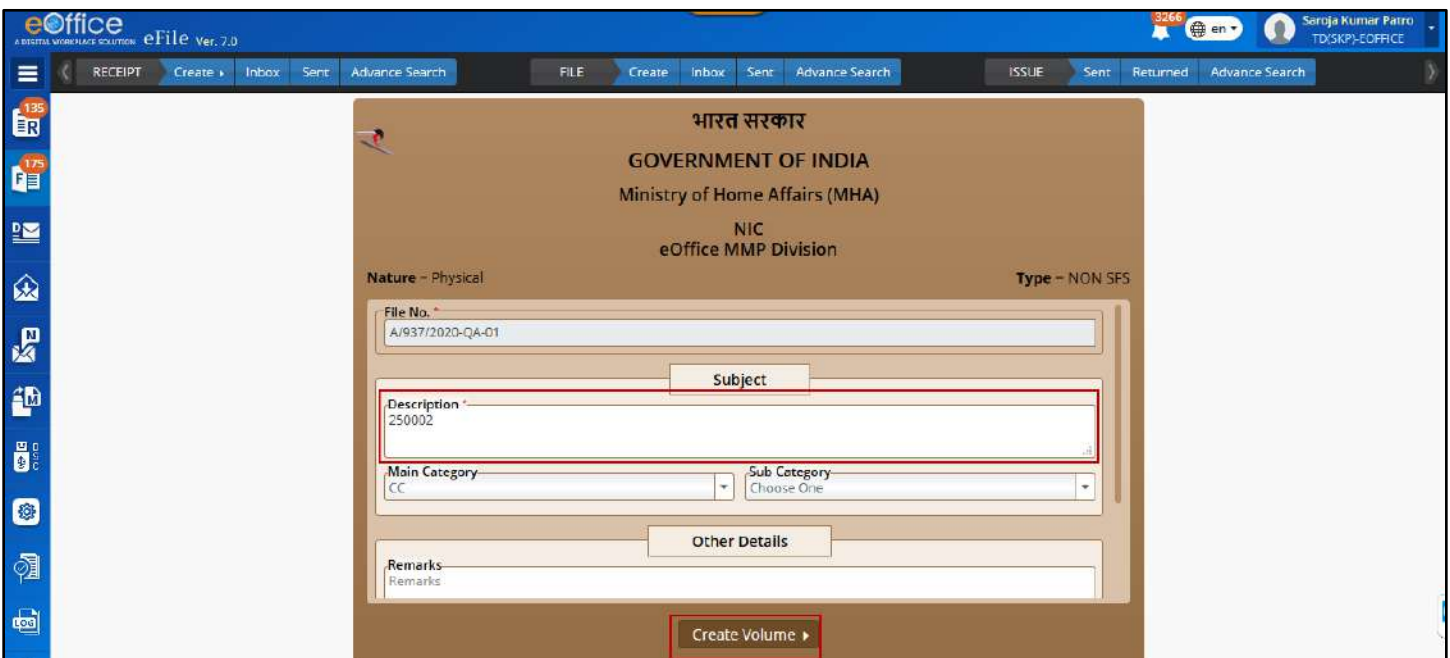 eOffice
A DIGITAL WORKPLACE SOLUTION eFile Ver. 7.0
3266
en
Saroja Kumar Patro
TD(SKP)-EOFFICE
RECEIPT Create Inbox Sent Advance Search FILE Create Inbox Sent Advance Search ISSUE Sent Returned Advance Search
135
R
175
F
D
N
M
DSC
LOG
भारत सरकार
GOVERNMENT OF INDIA
Ministry of Home Affairs (MHA)
NIC
eOffice MMP Division
Nature – Physical Type – NON SFS
File No. *
A/937/2020-QA-01
Subject
Description *
250002
Main Category Sub Category
CC Choose One
Other Details
Remarks
Remarks
Create Volume